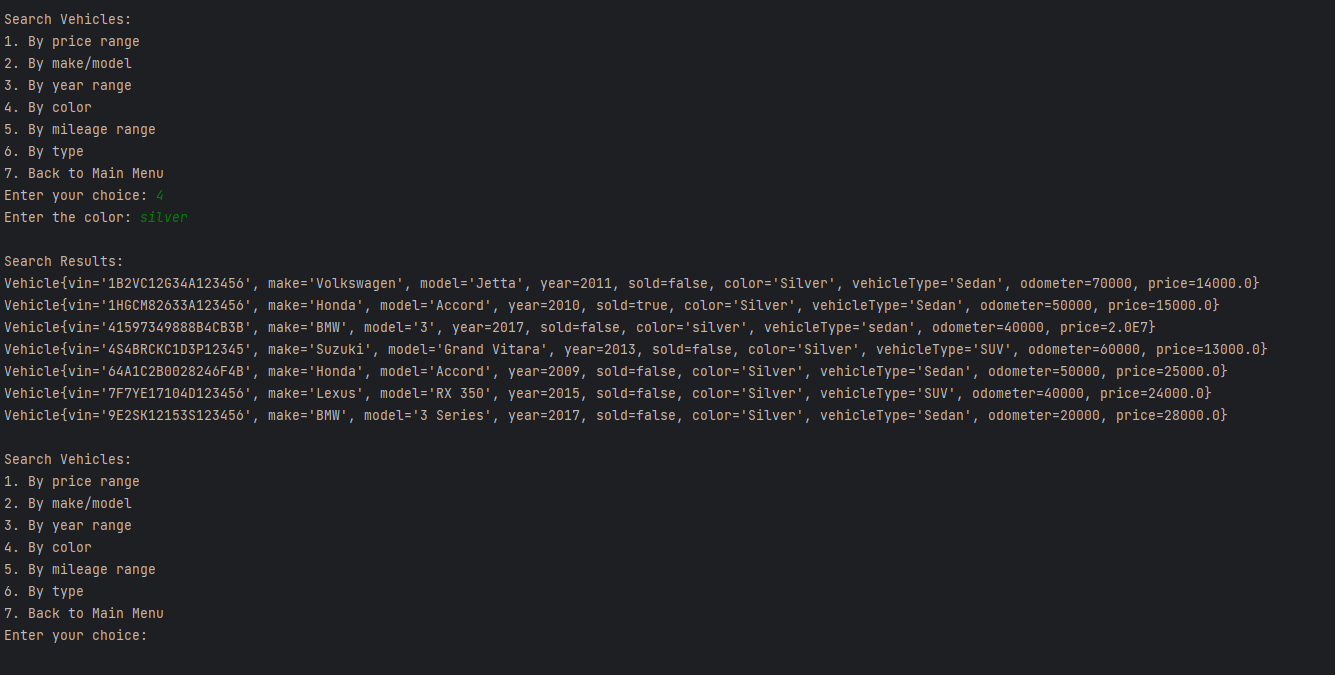 Search Vehicles:
1. By price range
2. By make/model
3. By year range
4. By color
5. By mileage range
6. By type
7. Back to Main Menu
Enter your choice: 4
Enter the color: silver
Search Results:
Vehicle{vin='1B2VC12G34A123456', make='Volkswagen', model='Jetta', year=2011, sold=false, color='Silver', vehicleType='Sedan', odometer=70000, price=14000.0}
Vehicle{vin='1HGCM82633A123456', make='Honda', model='Accord', year=2010, sold=true, color='Silver', vehicleType='Sedan', odometer=50000, price=15000.0}
Vehicle{vin='41597349888B4CB3B', make='BMW', model='3', year=2017, sold=false, color='silver', vehicleType='sedan', odometer=40000, price=2.0E7}
Vehicle{vin='4S4BRCKC1D3P12345', make='Suzuki', model='Grand Vitara', year=2013, sold=false, color='Silver', vehicleType='SUV', odometer=60000, price=13000.0}
Vehicle{vin='64A1C2B0028246F4B', make='Honda', model='Accord', year=2009, sold=false, color='Silver', vehicleType='Sedan', odometer=50000, price=25000.0}
Vehicle{vin='7F7YE17104D123456', make='Lexus', model='RX 350', year=2015, sold=false, color='Silver', vehicleType='SUV', odometer=40000, price=24000.0}
Vehicle{vin='9E2SK12153S123456', make='BMW', model='3 Series', year=2017, sold=false, color='Silver', vehicleType='Sedan', odometer=20000, price=28000.0}
Search Vehicles:
1. By price range
2. By make/model
3. By year range
4. By color
5. By mileage range
6. By type
7. Back to Main Menu
Enter your choice: